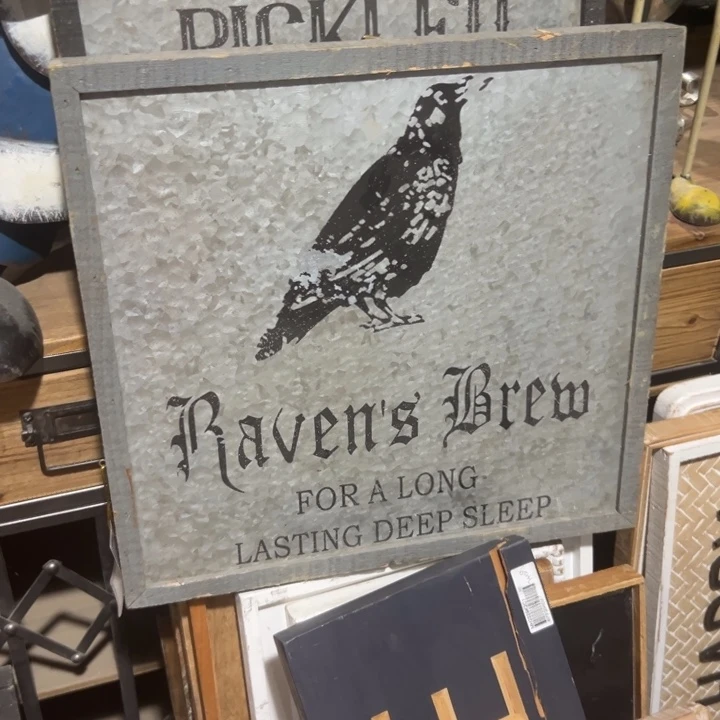 Raven's Brew
FOR A LONG
LASTING DEEP SLEEP